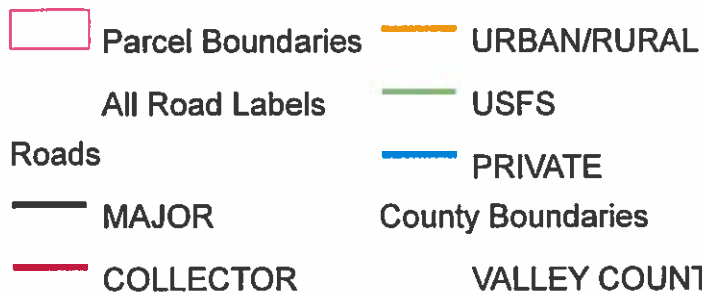 Parcel Boundaries
All Road Labels
Roads
MAJOR
COLLECTOR
URBAN/RURAL
USFS
PRIVATE
County Boundaries
VALLEY COUNT